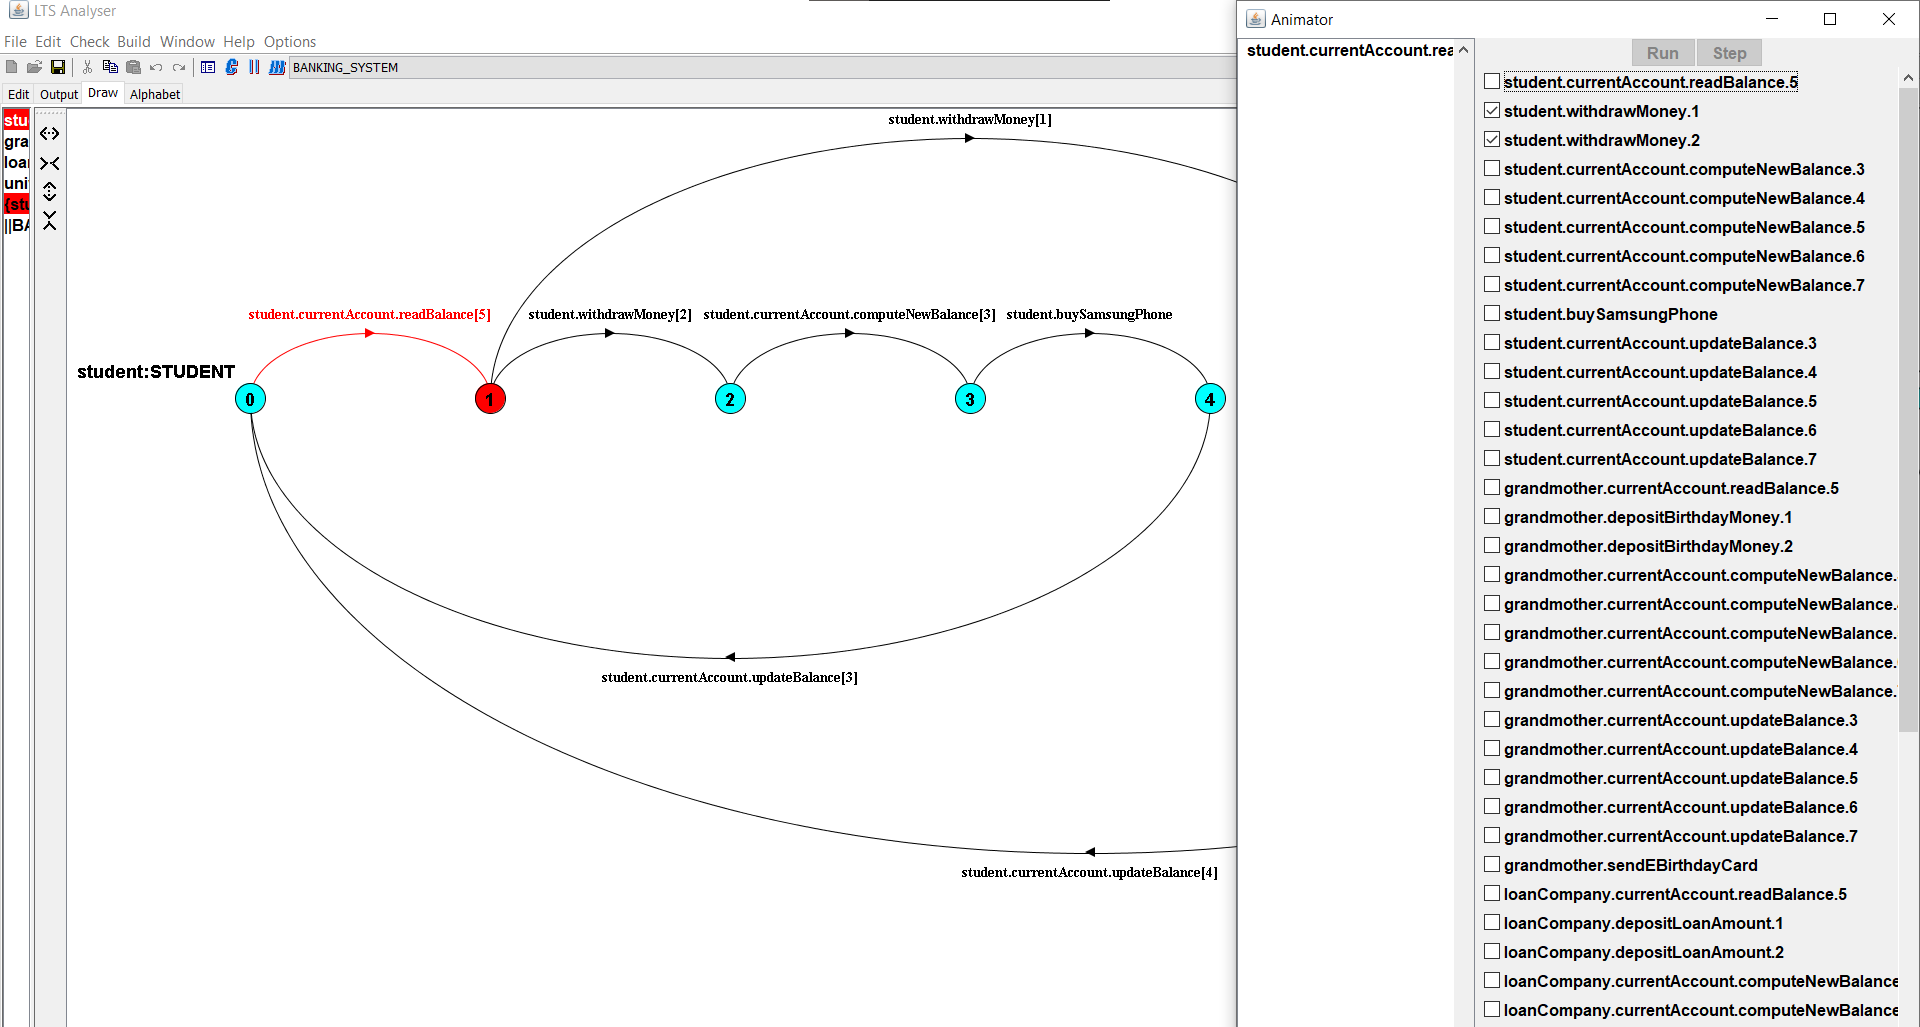 LTS Analyser
File Edit Check Build Window Help Options
BANKING_SYSTEM
Edit Output Draw Alphabet
stu
gra
loa
uni
{stu
||BA
student.withdrawMoney[1]
student.currentAccount.readBalance[5]
student.withdrawMoney[2]
student.currentAccount.computeNewBalance[3]
student.buySamsungPhone
student:STUDENT
0
1
2
3
4
student.currentAccount.updateBalance[3]
student.currentAccount.updateBalance[4]
Animator
student.currentAccount.rea
Run Step
student.currentAccount.readBalance.5
student.withdrawMoney.1
student.withdrawMoney.2
student.currentAccount.computeNewBalance.3
student.currentAccount.computeNewBalance.4
student.currentAccount.computeNewBalance.5
student.currentAccount.computeNewBalance.6
student.currentAccount.computeNewBalance.7
student.buySamsungPhone
student.currentAccount.updateBalance.3
student.currentAccount.updateBalance.4
student.currentAccount.updateBalance.5
student.currentAccount.updateBalance.6
student.currentAccount.updateBalance.7
grandmother.currentAccount.readBalance.5
grandmother.depositBirthdayMoney.1
grandmother.depositBirthdayMoney.2
grandmother.currentAccount.computeNewBalance.
grandmother.currentAccount.computeNewBalance.
grandmother.currentAccount.computeNewBalance.
grandmother.currentAccount.computeNewBalance.
grandmother.currentAccount.computeNewBalance.
grandmother.currentAccount.updateBalance.3
grandmother.currentAccount.updateBalance.4
grandmother.currentAccount.updateBalance.5
grandmother.currentAccount.updateBalance.6
grandmother.currentAccount.updateBalance.7
grandmother.sendEBirthdayCard
loanCompany.currentAccount.readBalance.5
loanCompany.depositLoanAmount.1
loanCompany.depositLoanAmount.2
loanCompany.currentAccount.computeNewBalance
loanCompany.currentAccount.computeNewBalance